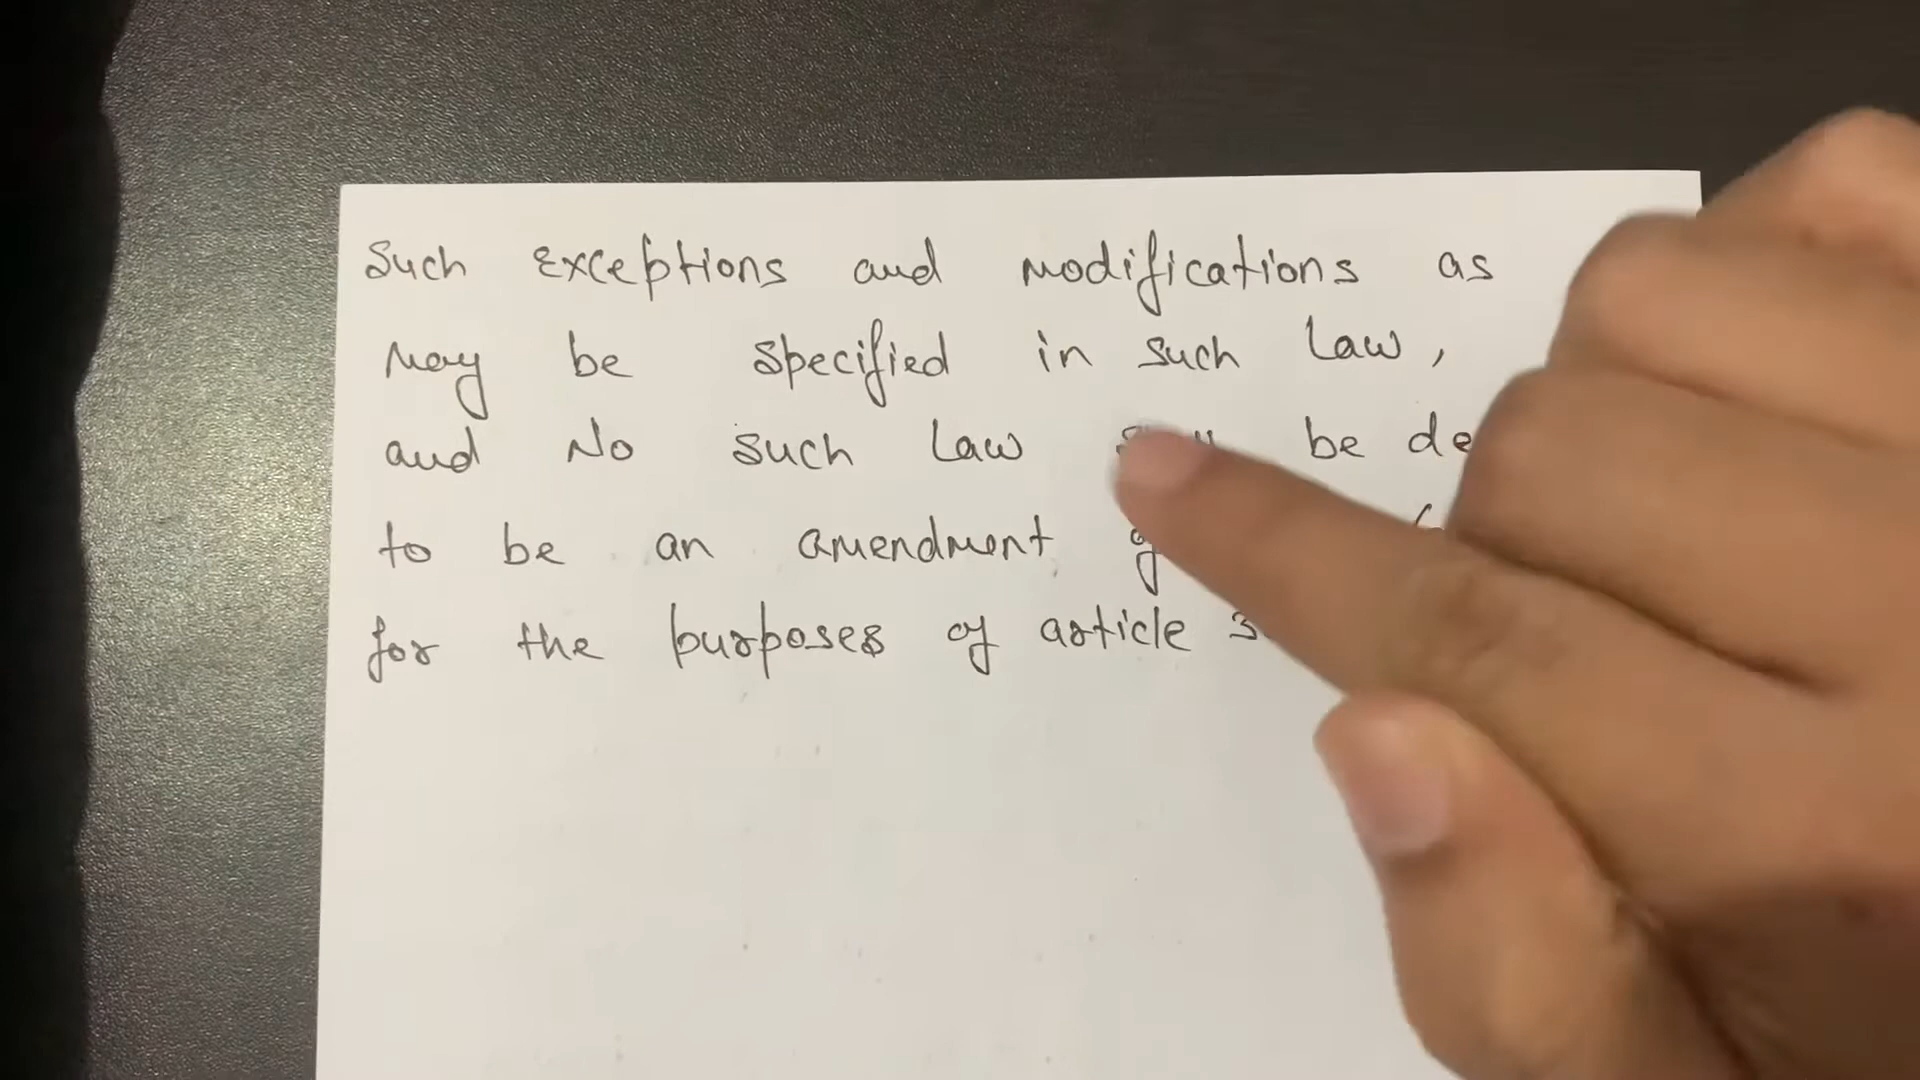 Such exceptions and modifications as
may be specified in such law,
and No such law be
to be an amendment
for the purposes of article